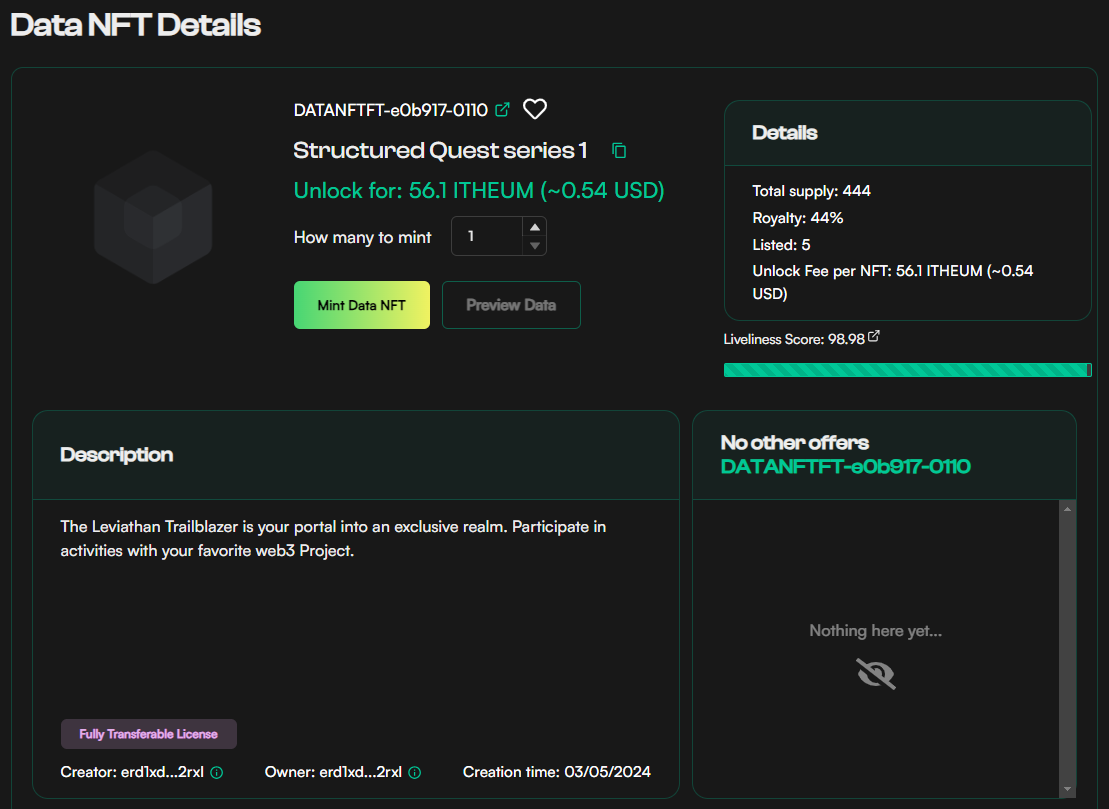 Data NFT Details
DATANFTFT-e0b917-0110
Structured Quest series 1
Unlock for: 56.1 ITHEUM (~0.54 USD)
How many to mint
1
Mint Data NFT
Preview Data
Details
Total supply: 444
Royalty: 44%
Listed: 5
Unlock Fee per NFT: 56.1 ITHEUM (~0.54
USD)
Liveliness Score: 98.98
Description
The Leviathan Trailblazer is your portal into an exclusive realm. Participate in
activities with your favorite web3 Project.
Fully Transferable License
Creator: erd1xd...2rxl
Owner: erd1xd...2rxl
Creation time: 03/05/2024
No other offers
DATANFTFT-e0b917-0110
Nothing here yet...